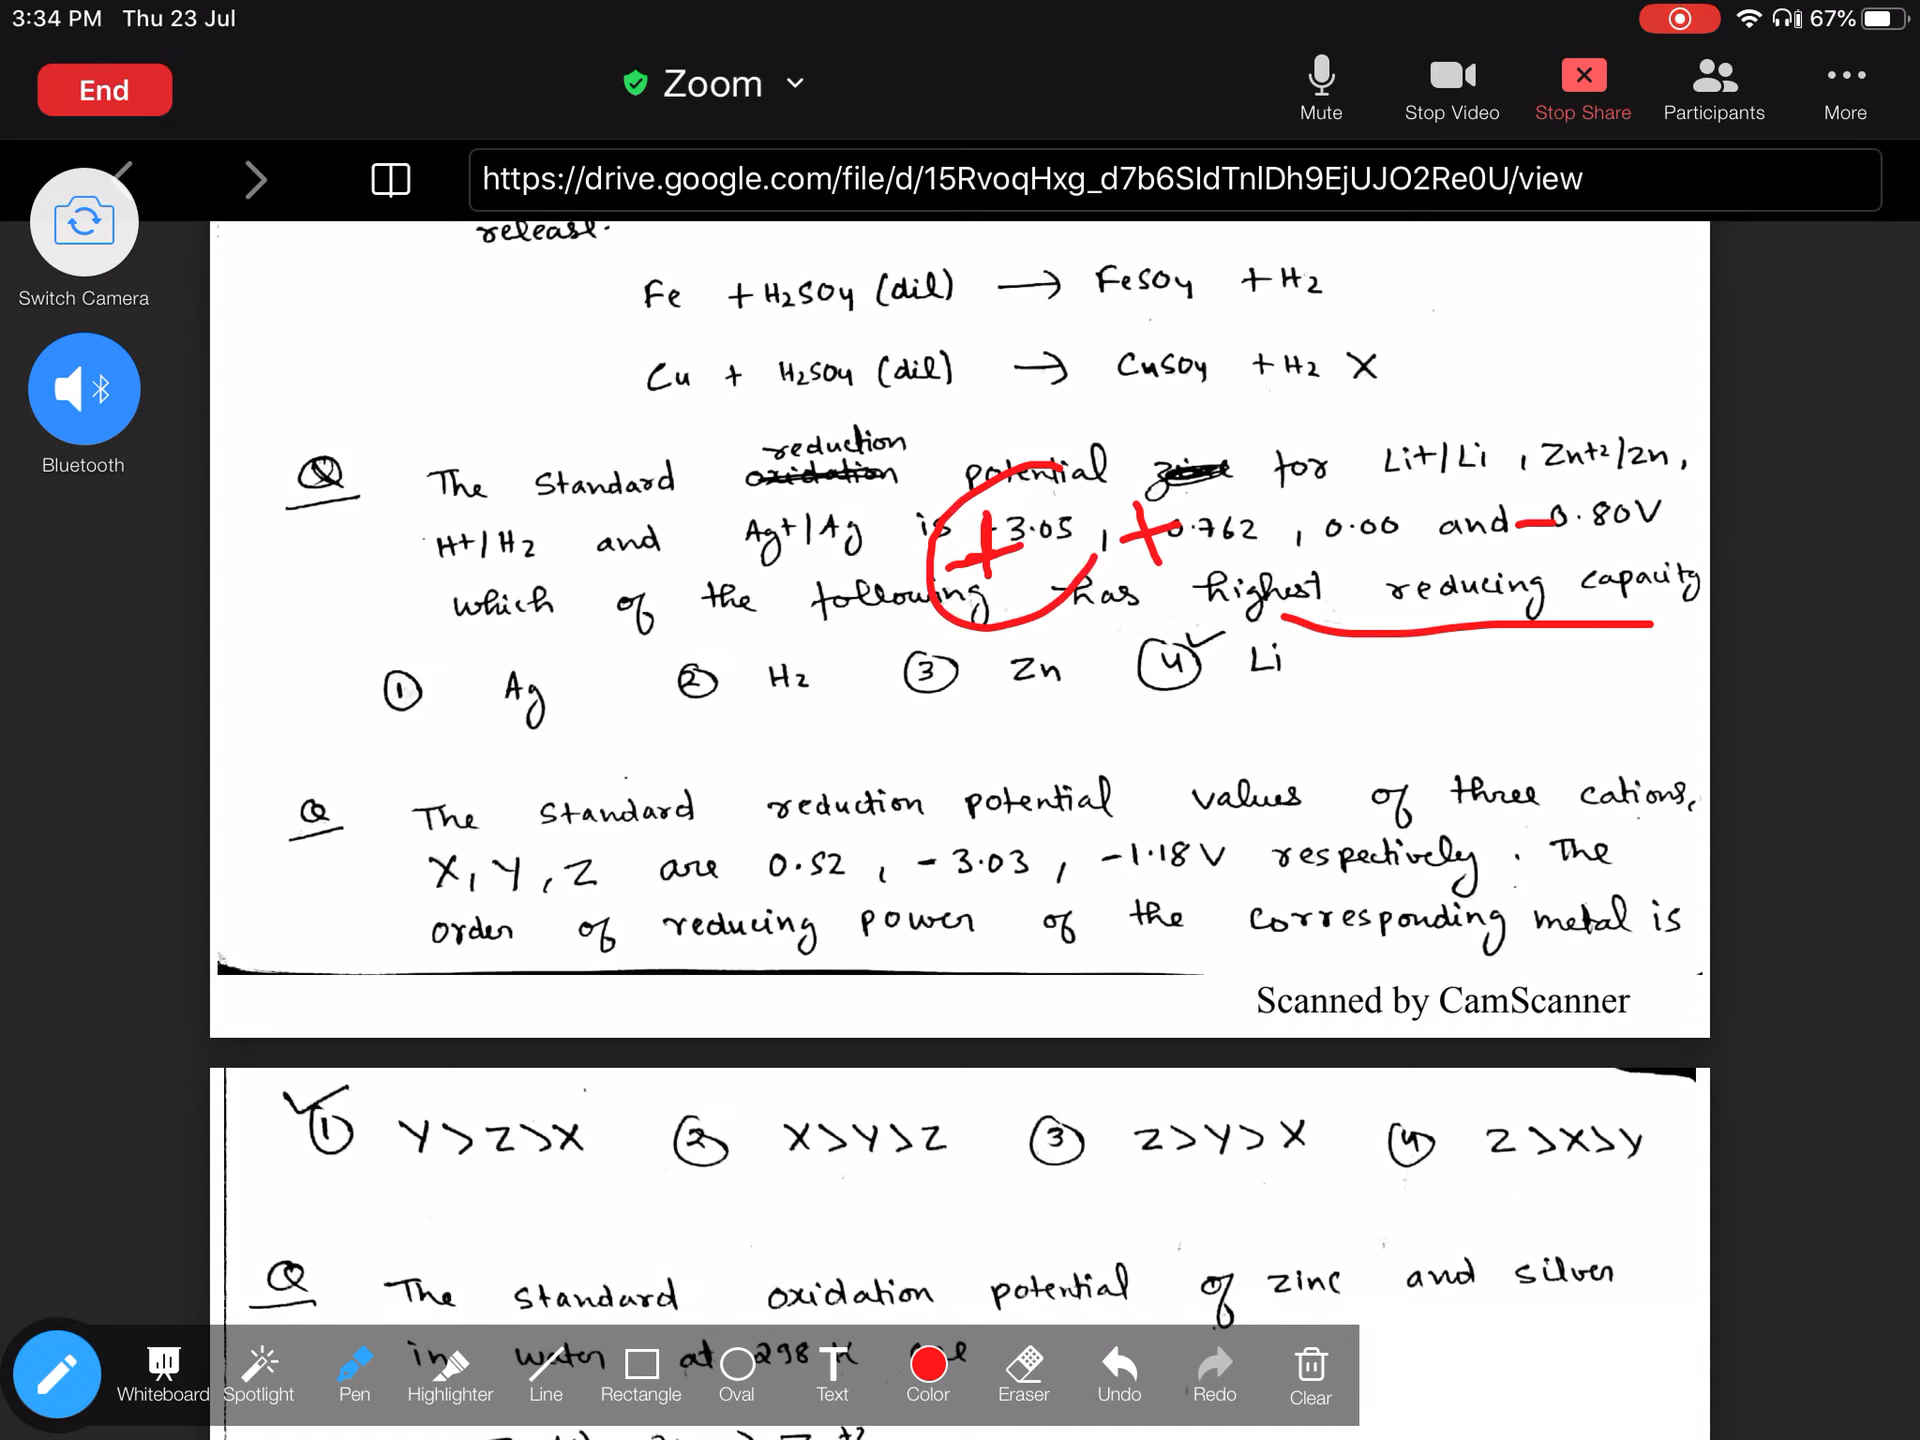 3:34 PM Thu 23 Jul
67%
End
Zoom
Mute
Stop Video
Stop Share
Participants
More
https://drive.google.com/file/d/15RvoqHxg_d7b6SIdTnlDh9EjUJO2Re0U/view
Switch Camera
Bluetooth
release.
Fe + H2SO4 (dil) → FeSO4 + H2
Cu + H2SO4 (dil) → CuSO4 + H2 X
reduction
Q The standard oxidation potential for Li+/Li, Zn+2/Zn,
H+/H2 and Ag+/Ag is + 3.05, + 0.762, 0.00 and - 0.80V
which of the following has highest reducing capacity
① Ag ② H2 ③ Zn ④ Li
Q The standard reduction potential values of three cations,
X, Y, Z are 0.52, -3.03, -1.18V respectively. The
order of reducing power of the corresponding metal is
Scanned by CamScanner
① Y>Z>X ② X>Y>Z ③ Z>Y>X ④ Z>X>Y
Q The standard oxidation potential of zinc and silver
in water at 298 K are
Whiteboard
Spotlight
Pen
Highlighter
Line
Rectangle
Oval
T
Text
Color
Eraser
Undo
Redo
Clear